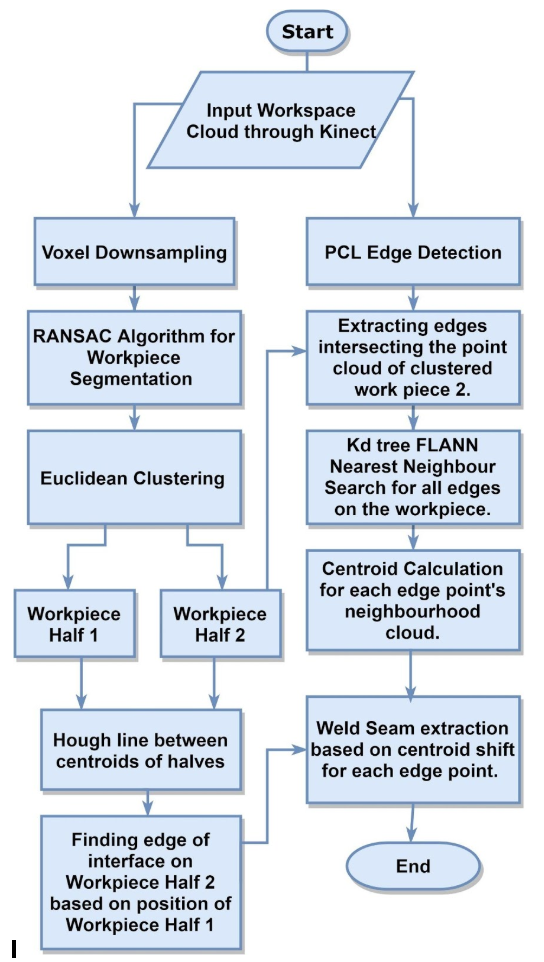 Start
Input Workspace
Cloud through Kinect
Voxel Downsampling
PCL Edge Detection
RANSAC Algorithm for
Workpiece
Segmentation
Extracting edges
intersecting the point
cloud of clustered
work piece 2.
Euclidean Clustering
Kd tree FLANN
Nearest Neighbour
Search for all edges
on the workpiece.
Workpiece
Half 1
Workpiece
Half 2
Centroid Calculation
for each edge point's
neighbourhood
cloud.
Hough line between
centroids of halves
Weld Seam extraction
based on centroid shift
for each edge point.
Finding edge of
interface on
Workpiece Half 2
based on position of
Workpiece Half 1
End